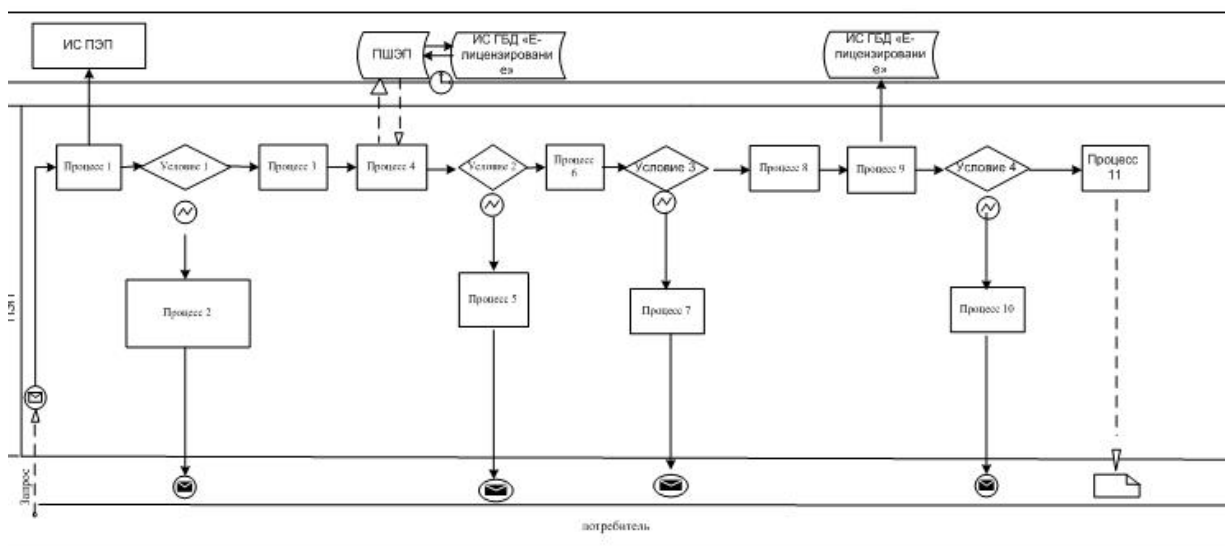 ИС ПЭП
ПШЭП
ИС ГБД «Е-
лицензировани
е»
ИС ГБД «Е-
лицензировани
е»
Процесс 1
Условие 1
Процесс 3
Процесс 4
Условие 2
Процесс
6
Условие 3
Процесс 8
Процесс 9
Условие 4
Процесс
11
Процесс 2
Процесс 5
Процесс 7
Процесс 10
ПЭП
Запрос
потребитель